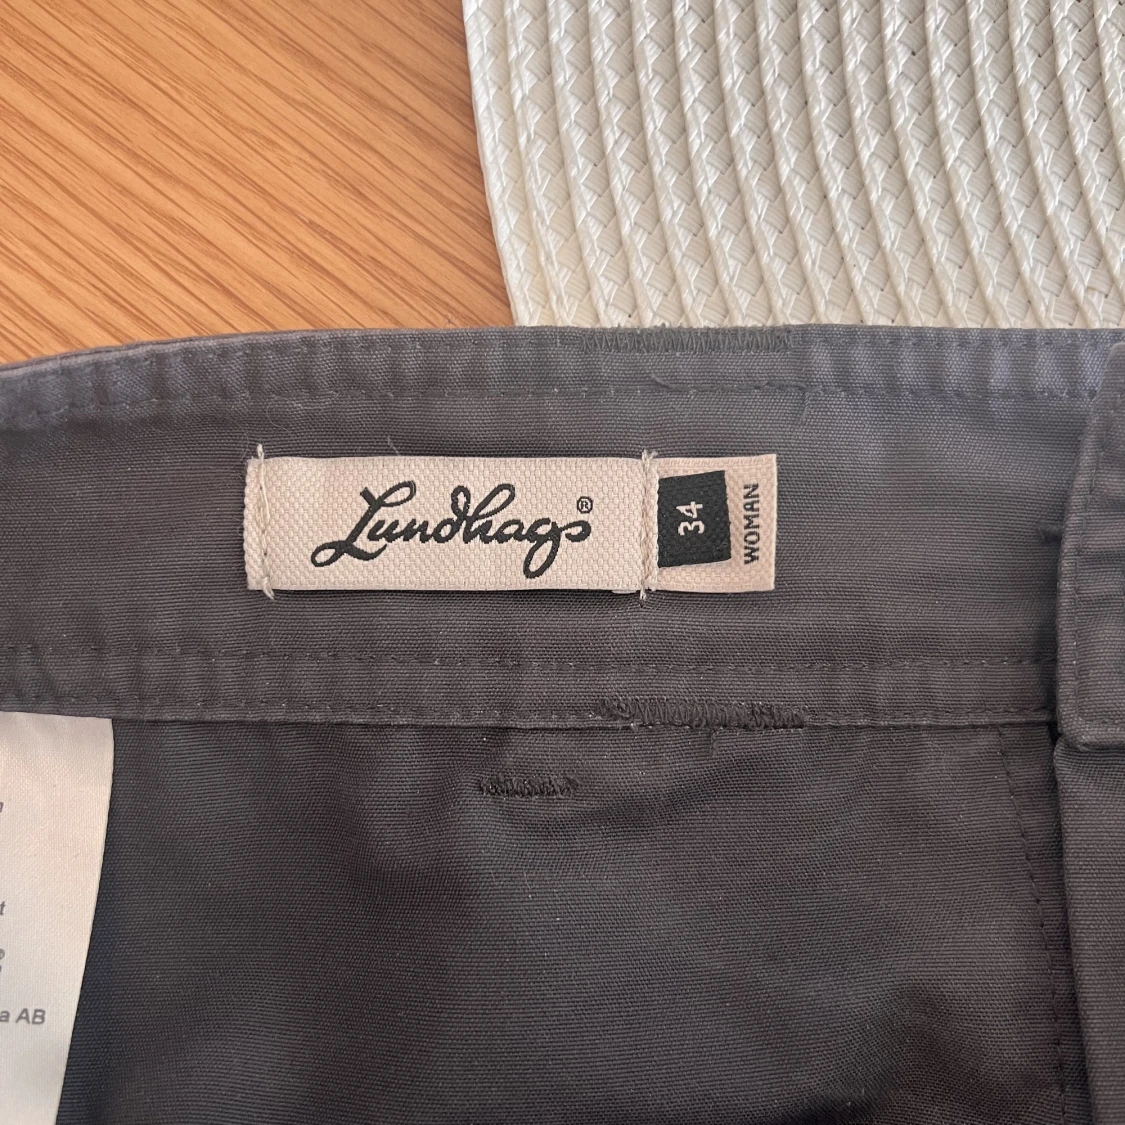 Lundhags®
34
WOMAN
t
®
a AB